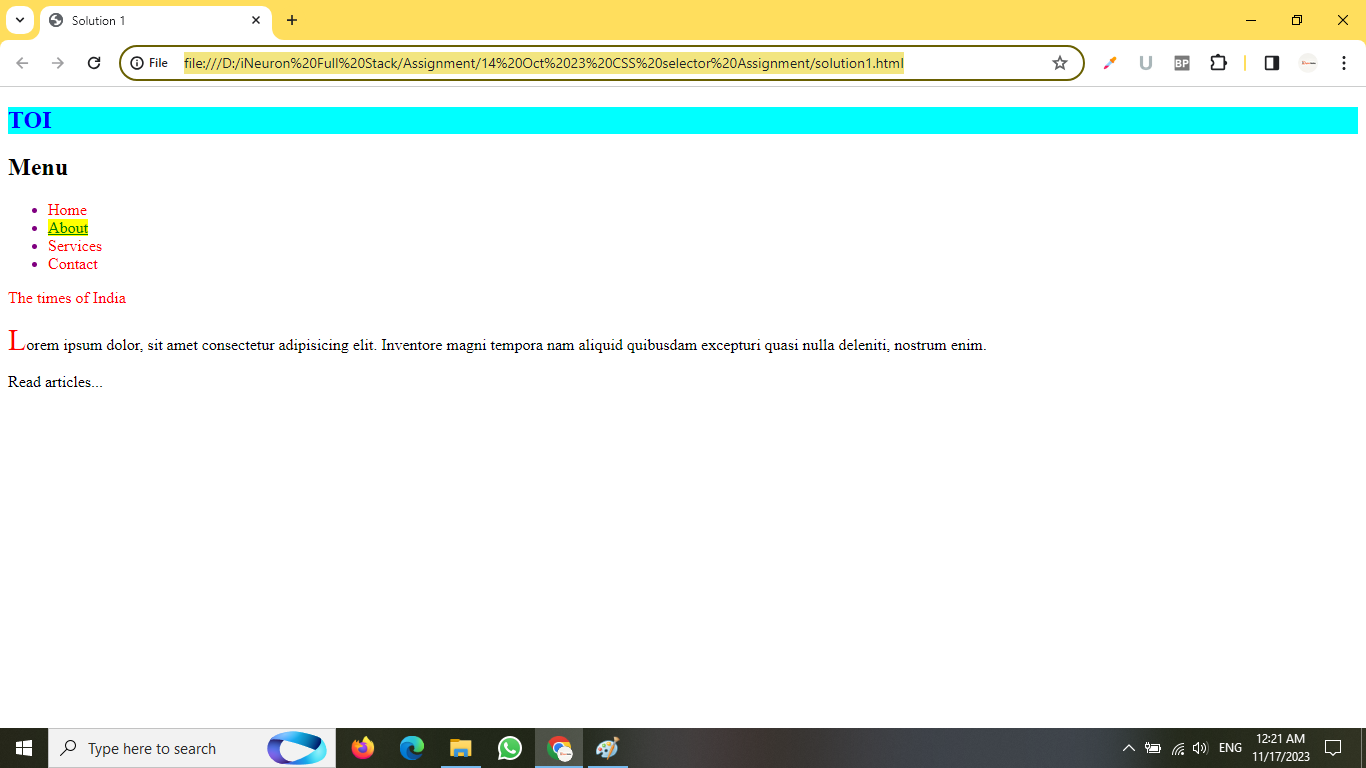 Solution 1
File
file:///D:/iNeuron%20Full%20Stack/Assignment/14%20Oct%2023%20CSS%20selector%20Assignment/solution1.html
U
BP
TOI
Menu
Home
About
Services
Contact
The times of India
Lorem ipsum dolor, sit amet consectetur adipisicing elit. Inventore magni tempora nam aliquid quibusdam excepturi quasi nulla deleniti, nostrum enim.
Read articles...
Type here to search
ENG
12:21 AM
11/17/2023